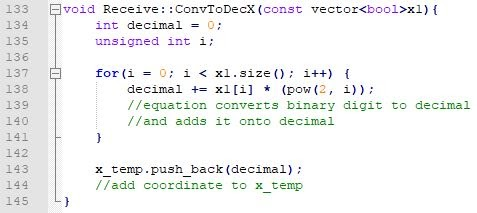 133 void Receive::ConvToDecX(const vector<bool>x1){
134 int decimal = 0;
135 unsigned int i;
136
137 for(i = 0; i < x1.size(); i++) {
138 decimal += x1[i] * (pow(2, i));
139 //equation converts binary digit to decimal
140 //and adds it onto decimal
141 }
142
143 x_temp.push_back(decimal);
144 //add coordinate to x_temp
145 }